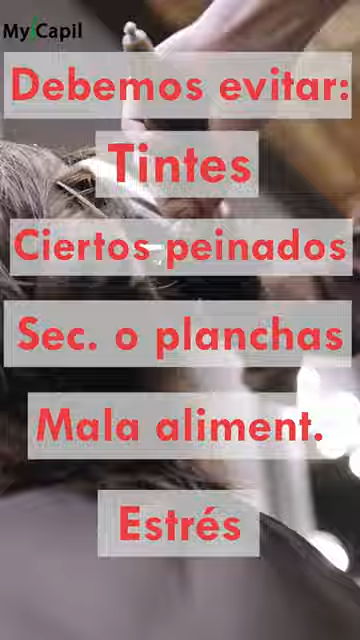 My Capil
Debemos evitar:
Tintes
Ciertos peinados
Sec. o planchas
Mala aliment.
Estrés